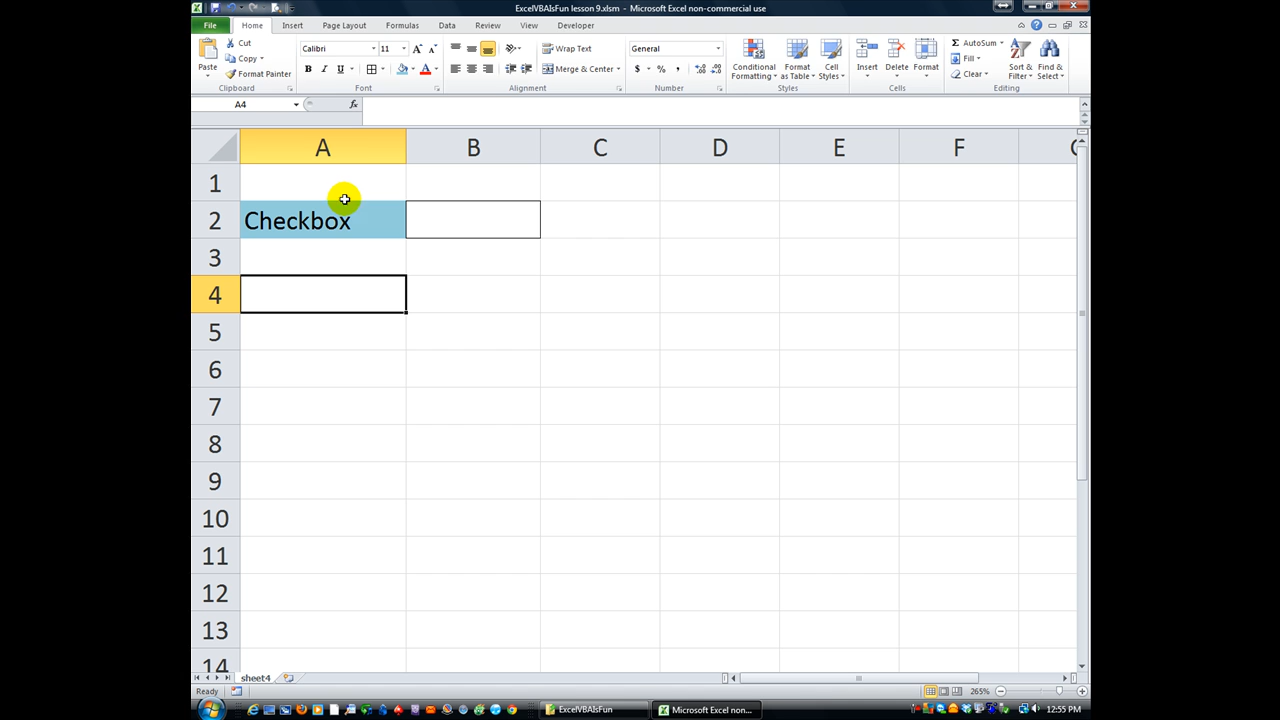 ExcelVBAIsFun lesson 9.xlsm - Microsoft Excel non-commercial use
File Home Insert Page Layout Formulas Data Review View Developer
Paste Cut Copy Format Painter
Clipboard
Calibri 11 A A
B I U A
Font
Wrap Text
Merge & Center
Alignment
General
$ % ,
Number
Conditional Formatting Format as Table Cell Styles
Styles
Insert Delete Format
Cells
Σ AutoSum
Fill
Clear
Sort & Filter Find & Select
Editing
A4 fx
A B C D E F
1
2 Checkbox
3
4
5
6
7
8
9
10
11
12
13
14
sheet4
Ready 265%
ExcelVBAIsFun Microsoft Excel non... 12:55 PM